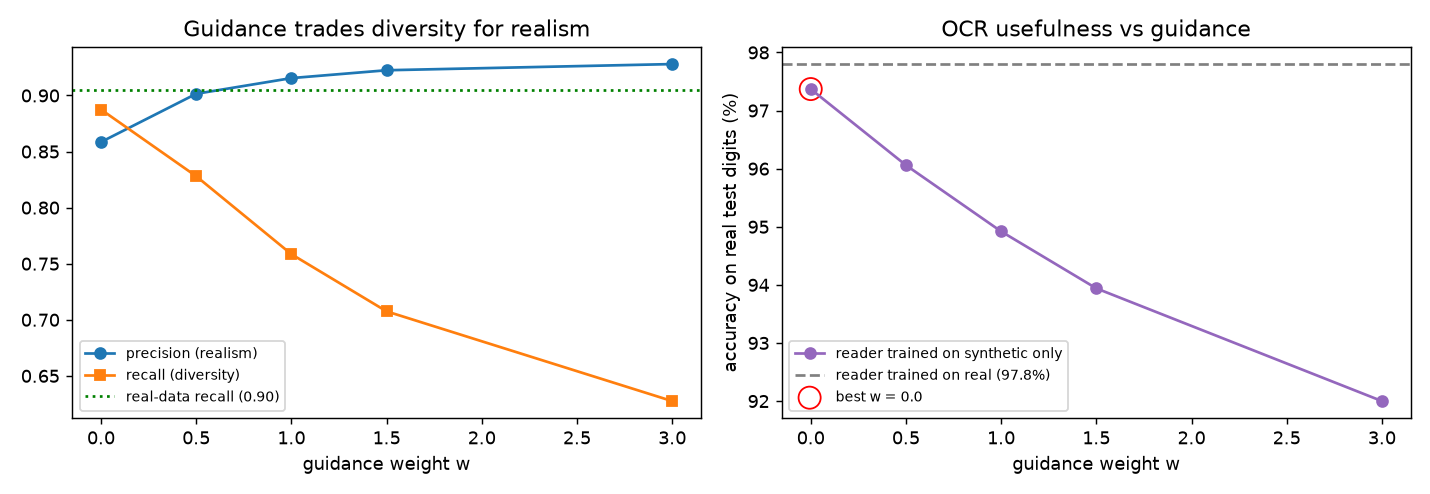 Guidance trades diversity for realism
0.90
0.85
0.80
0.75
0.70
0.65
precision (realism)
recall (diversity)
real-data recall (0.90)
0.0 0.5 1.0 1.5 2.0 2.5 3.0
guidance weight w
OCR usefulness vs guidance
accuracy on real test digits (%)
98
97
96
95
94
93
92
reader trained on synthetic only
reader trained on real (97.8%)
best w = 0.0
0.0 0.5 1.0 1.5 2.0 2.5 3.0
guidance weight w